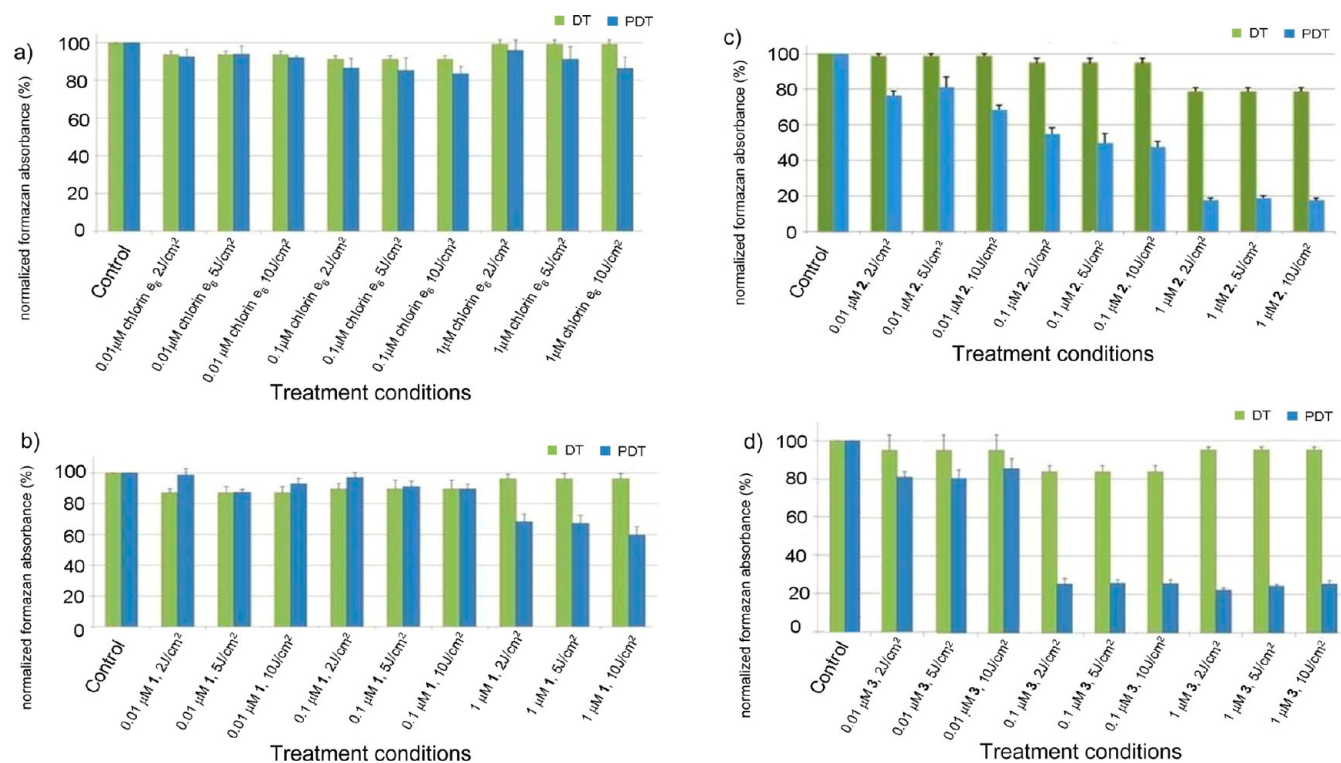 DT PDT
a)
normalized formazan absorbance (%)
100
80
60
40
20
0
Control
0.01µM chlorin e₆ 2J/cm²
0.01µM chlorin e₆ 5J/cm²
0.01 µM chlorin e₆ 10J/cm²
0.1µM chlorin e₆ 2J/cm²
0.1µM chlorin e₆ 5J/cm²
0.1µM chlorin e₆ 10J/cm²
1µM chlorin e₆ 2J/cm²
1µM chlorin e₆ 5J/cm²
1µM chlorin e₆ 10J/cm²
Treatment conditions
b)
DT PDT
normalized formazan absorbance (%)
100
80
60
40
20
0
Control
0.01 µM 1, 2J/cm²
0.01 µM 1, 5J/cm²
0.01 µM 1, 10J/cm²
0.1 µM 1, 2J/cm²
0.1 µM 1, 5J/cm²
0.1 µM 1, 10J/cm²
1 µM 1, 2J/cm²
1 µM 1, 5J/cm²
1 µM 1, 10J/cm²
Treatment conditions
c)
DT PDT
normalized formazan absorbance (%)
100
80
60
40
20
0
Control
0.01 µM 2, 2J/cm²
0.01 µM 2, 5J/cm²
0.01 µM 2, 10J/cm²
0.1 µM 2, 2J/cm²
0.1 µM 2, 5J/cm²
0.1 µM 2, 10J/cm²
1 µM 2, 2J/cm²
1 µM 2, 5J/cm²
1 µM 2, 10J/cm²
Treatment conditions
DT PDT
d)
normalized formazan absorbance (%)
100
80
60
40
20
0
Control
0.01 µM 3, 2J/cm²
0.01 µM 3, 5J/cm²
0.01 µM 3, 10J/cm²
0.1 µM 3, 2J/cm²
0.1 µM 3, 5J/cm²
0.1 µM 3, 10J/cm²
1 µM 3, 2J/cm²
1 µM 3, 5J/cm²
1 µM 3, 10J/cm²
Treatment conditions